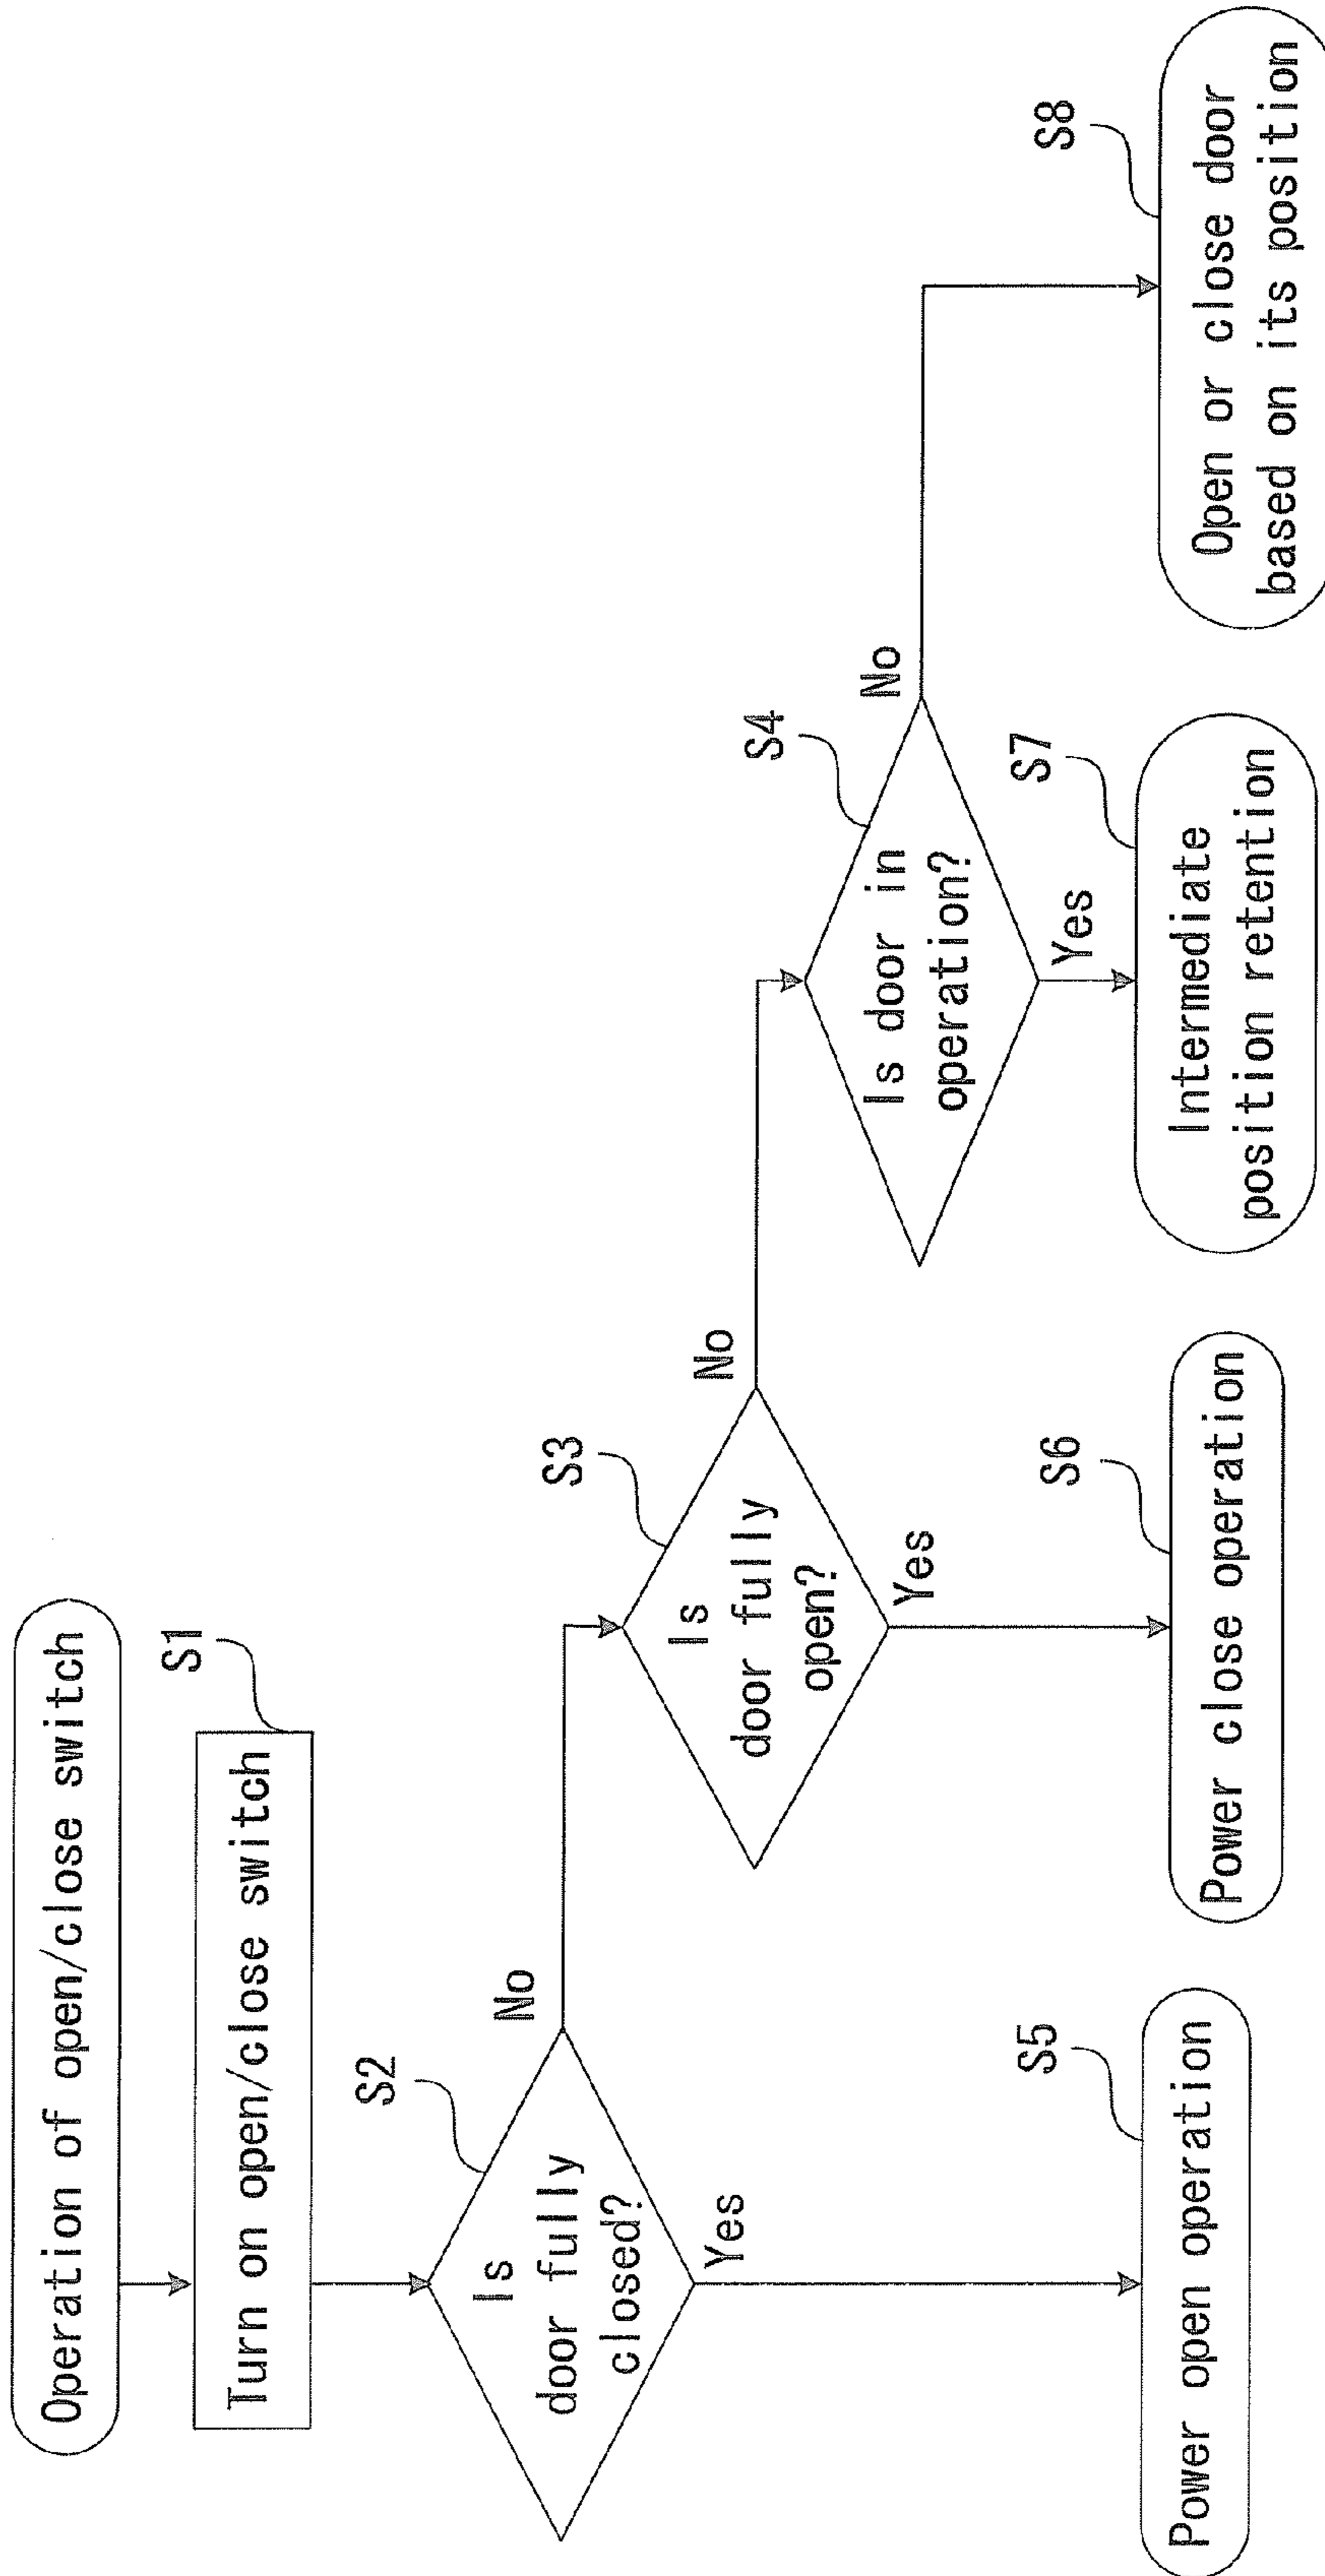 Operation of open/close switch
S1
Turn on open/close switch
S2
Is
door fully
closed?
No
Yes
S3
Is
door fully
open?
No
Yes
S4
Is door in
operation?
No
Yes
S5
Power open operation
S6
Power close operation
S7
Intermediate
position retention
S8
Open or close door
based on its position